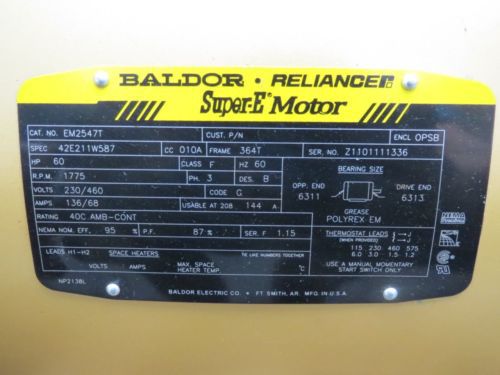 BALDOR • RELIANCE
Super-E® Motor
CAT. NO. EM2547T CUST. P/N ENCL OPSB
SPEC 42E211W587 CC 010A FRAME 364T SER. NO. Z1101111336
HP 60 CLASS F HZ 60 BEARING SIZE
R.P.M. 1775 PH. 3 DES. B OPP. END DRIVE END
VOLTS 230/460 CODE G 6311 6313
AMPS 136/68 USABLE AT 208 144 A GREASE
RATING 40C AMB-CONT POLYREX EM NEMA
NEMA NOM. EFF. 95 % P.F. 87 % SER. F 1.15 THERMOSTAT LEADS J
(WHEN PROVIDED) J
LEADS H1-H2 SPACE HEATERS TIE LIKE NUMBERS TOGETHER 115 230 460 575
6.0 3.0 1.5 1.2
VOLTS AMPS MAX. SPACE HEATER TEMP. °C USE A MANUAL MOMENTARY
START SWITCH ONLY
NP2138L
BALDOR ELECTRIC CO. • FT. SMITH, AR. MFG. IN U.S.A.